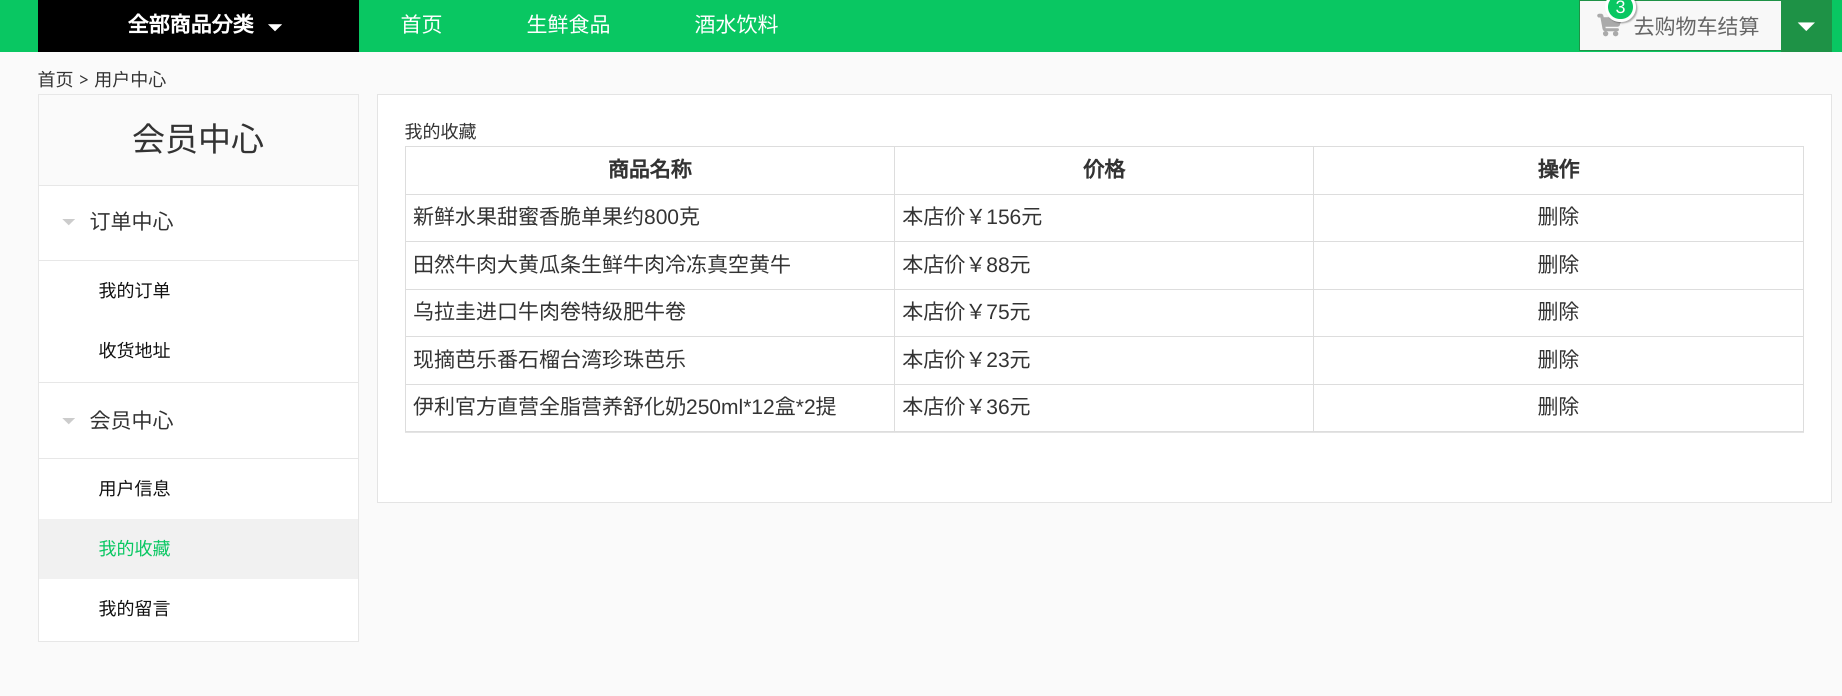 全部商品分类 首页 生鲜食品 酒水饮料 3 去购物车结算
首页 > 用户中心
会员中心
订单中心
我的订单
收货地址
会员中心
用户信息
我的收藏
我的留言
我的收藏
商品名称 价格 操作
新鲜水果甜蜜香脆单果约800克 本店价￥156元 删除
田然牛肉大黄瓜条生鲜牛肉冷冻真空黄牛 本店价￥88元 删除
乌拉圭进口牛肉卷特级肥牛卷 本店价￥75元 删除
现摘芭乐番石榴台湾珍珠芭乐 本店价￥23元 删除
伊利官方直营全脂营养舒化奶250ml*12盒*2提 本店价￥36元 删除